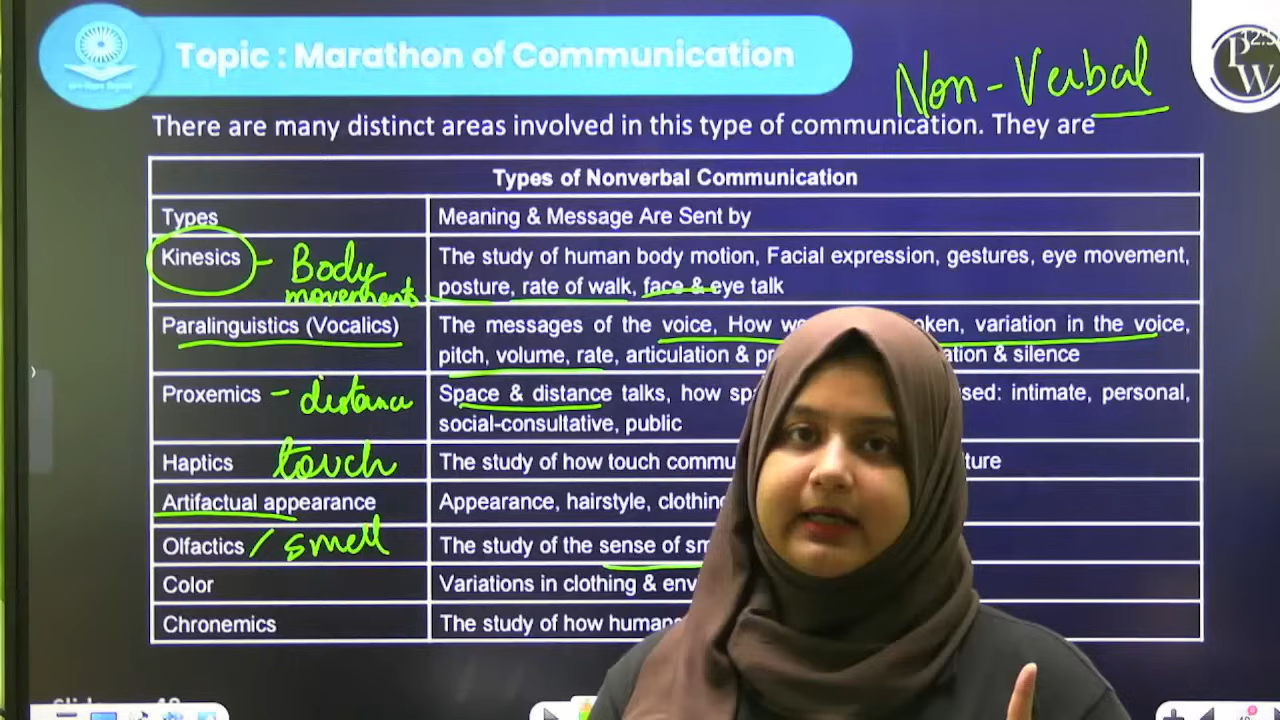 Topic : Marathon of Communication
Non-Verbal
PW
There are many distinct areas involved in this type of communication. They are
Types of Nonverbal Communication
Types Meaning & Message Are Sent by
Kinesics - Body movements The study of human body motion, Facial expression, gestures, eye movement,
posture, rate of walk, face & eye talk
Paralinguistics (Vocalics) The messages of the voice, How variation in the voice,
pitch, volume, rate, articulation & silence
Proxemics - distance Space & distance talks, how intimate, personal,
social-consultative, public
Haptics touch The study of how touch
Artifactual appearance Appearance, hairstyle,
Olfactics / smell The study of the sense of
Color Variations in clothing &
Chronemics The study of how